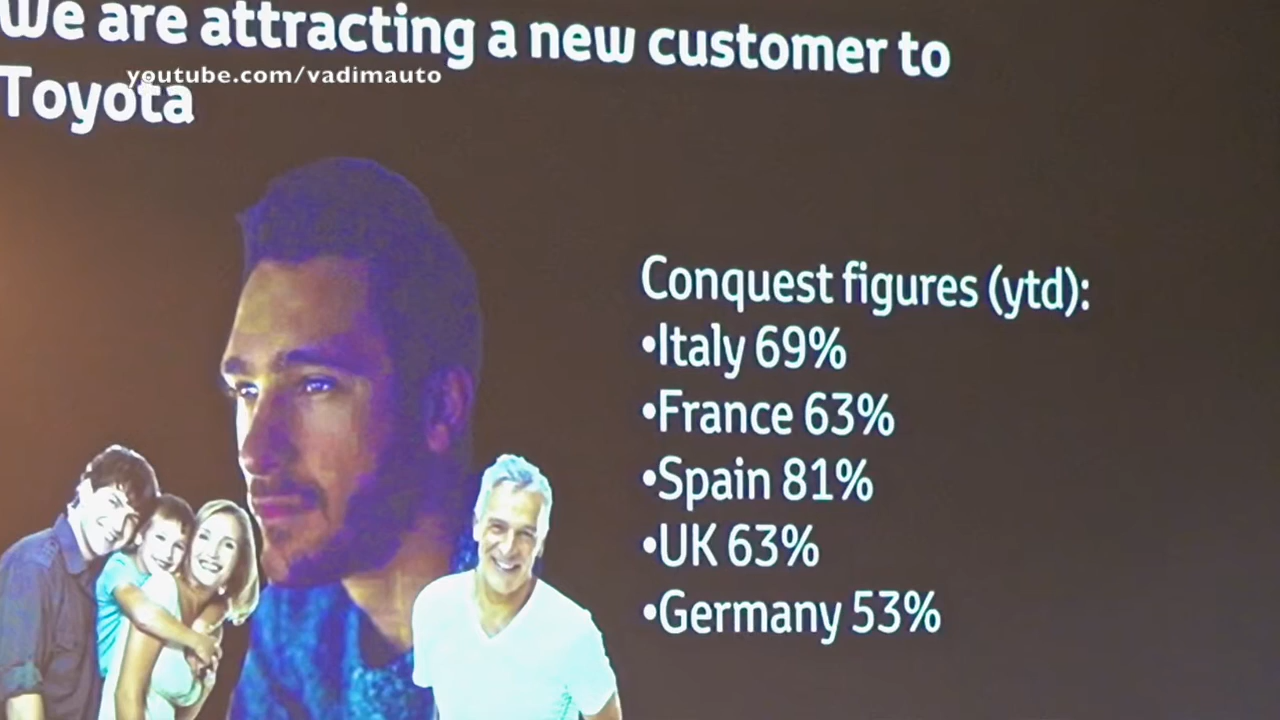 We are attracting a new customer to
youtube.com/vadimauto
Toyota
Conquest figures (ytd):
•Italy 69%
•France 63%
•Spain 81%
•UK 63%
•Germany 53%